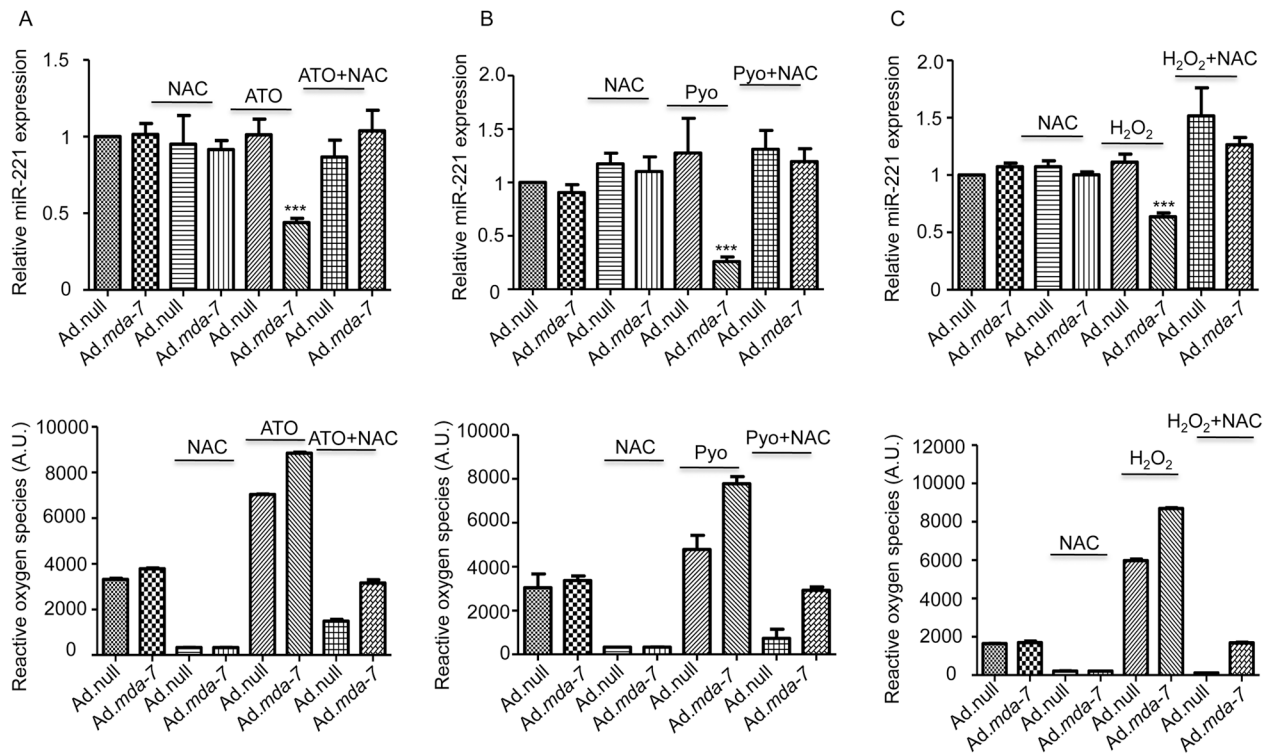 A
B
C
Relative miR-221 expression
1.5
1
0.5
0
NAC
ATO
ATO+NAC
***
Ad.null
Ad.mda-7
Ad.null
Ad.mda-7
Ad.null
Ad.mda-7
Ad.null
Ad.mda-7
Relative miR-221 expression
2.0
1.5
1
0.5
0
NAC
Pyo
Pyo+NAC
***
Ad.null
Ad.mda-7
Ad.null
Ad.mda-7
Ad.null
Ad.mda-7
Ad.null
Ad.mda-7
Relative miR-221 expression
2.0
1.5
1
0.5
0
NAC
H₂O₂
H₂O₂+NAC
***
Ad.null
Ad.mda-7
Ad.null
Ad.mda-7
Ad.null
Ad.mda-7
Ad.null
Ad.mda-7
Reactive oxygen species (A.U.)
10000
8000
6000
4000
2000
0
NAC
ATO
ATO+NAC
Ad.null
Ad.mda-7
Ad.null
Ad.mda-7
Ad.null
Ad.mda-7
Ad.null
Ad.mda-7
Reactive oxygen species (A.U.)
10000
8000
6000
4000
2000
0
NAC
Pyo
Pyo+NAC
Ad.null
Ad.mda-7
Ad.null
Ad.mda-7
Ad.null
Ad.mda-7
Ad.null
Ad.mda-7
Reactive oxygen species (A.U.)
12000
10000
8000
6000
4000
2000
0
NAC
H₂O₂
H₂O₂+NAC
Ad.null
Ad.mda-7
Ad.null
Ad.mda-7
Ad.null
Ad.mda-7
Ad.null
Ad.mda-7